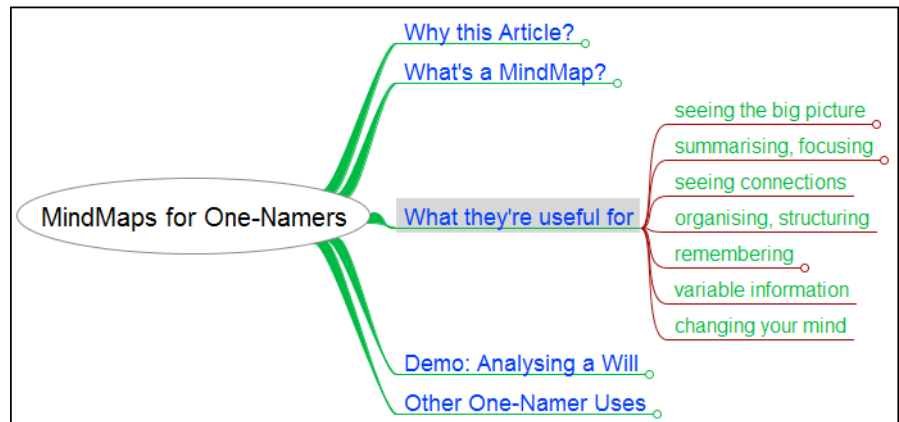 MindMaps for One-Namers
Why this Article?
What's a MindMap?
What they're useful for
seeing the big picture
summarising, focusing
seeing connections
organising, structuring
remembering
variable information
changing your mind
Demo: Analysing a Will
Other One-Namer Uses